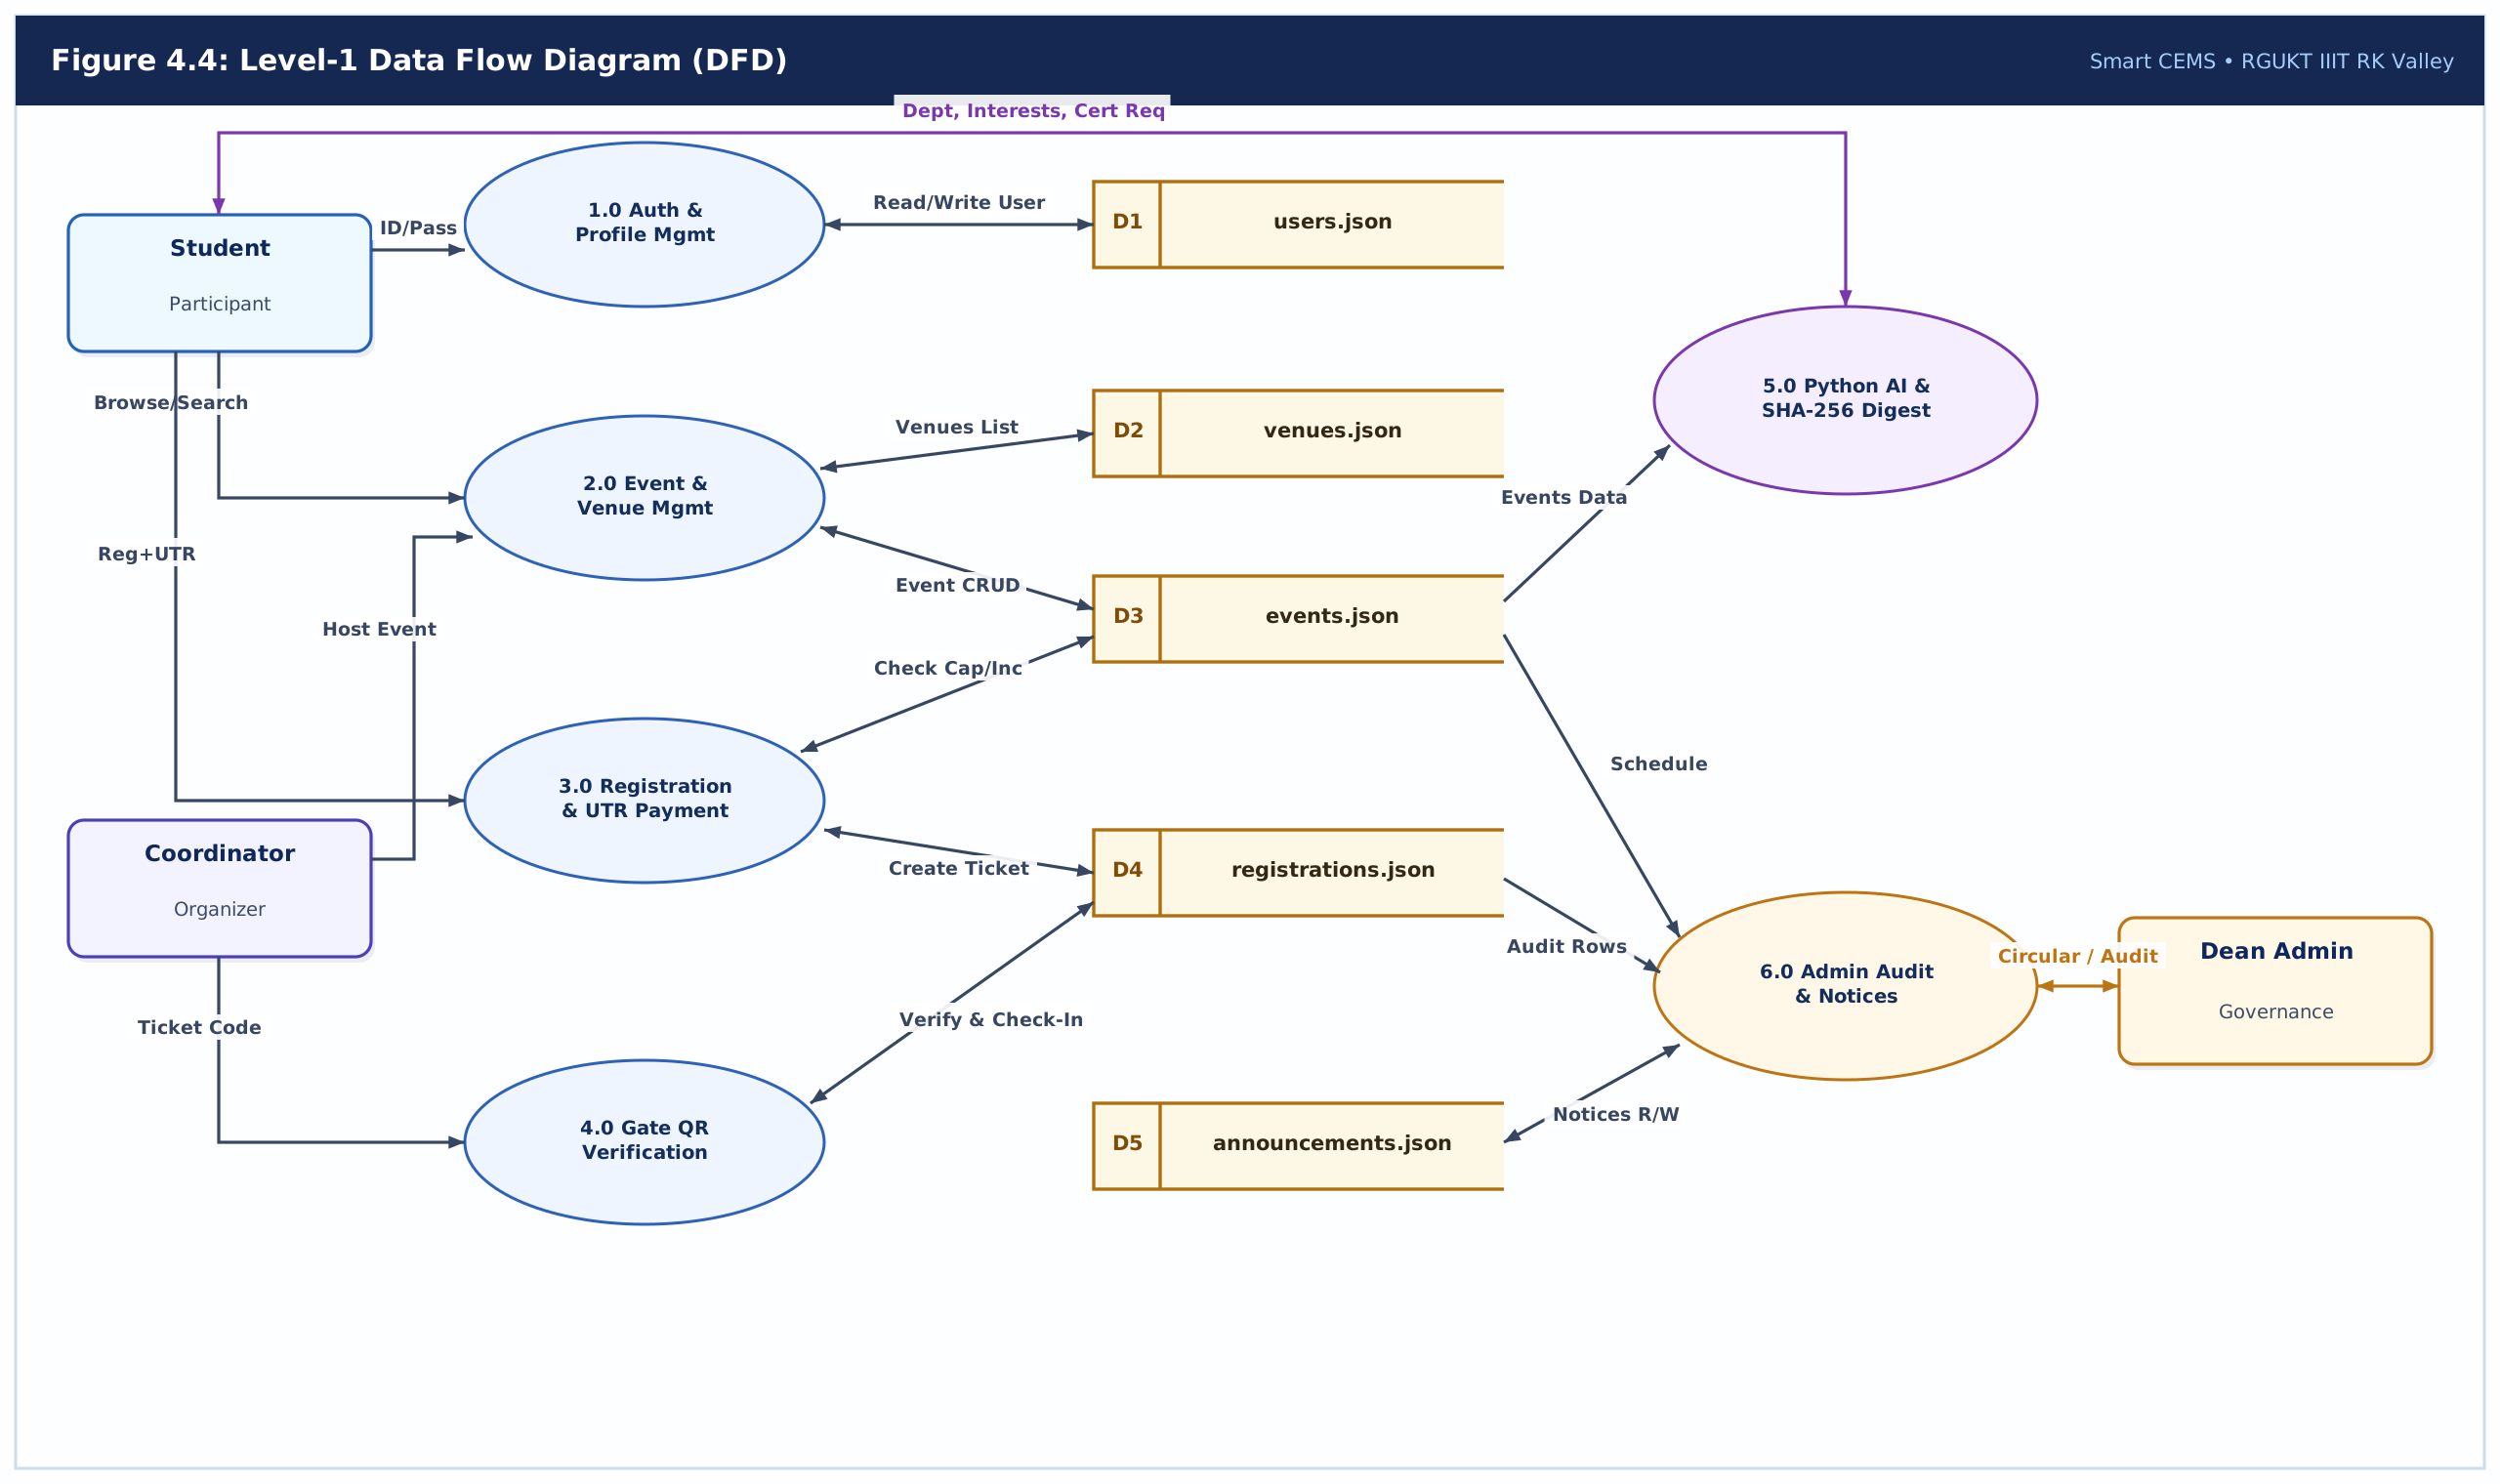 Figure 4.4: Level-1 Data Flow Diagram (DFD)
Smart CEMS • RGUKT IIIT RK Valley
Dept, Interests, Cert Req
Student
Participant
ID/Pass
1.0 Auth &
Profile Mgmt
Read/Write User
D1
users.json
Browse/Search
5.0 Python AI &
SHA-256 Digest
Venues List
D2
venues.json
2.0 Event &
Venue Mgmt
Events Data
Reg+UTR
Event CRUD
D3
events.json
Host Event
Check Cap/Inc
Schedule
3.0 Registration
& UTR Payment
Coordinator
Organizer
Create Ticket
D4
registrations.json
Audit Rows
6.0 Admin Audit
& Notices
Circular / Audit
Dean Admin
Governance
Ticket Code
Verify & Check-In
4.0 Gate QR
Verification
D5
announcements.json
Notices R/W